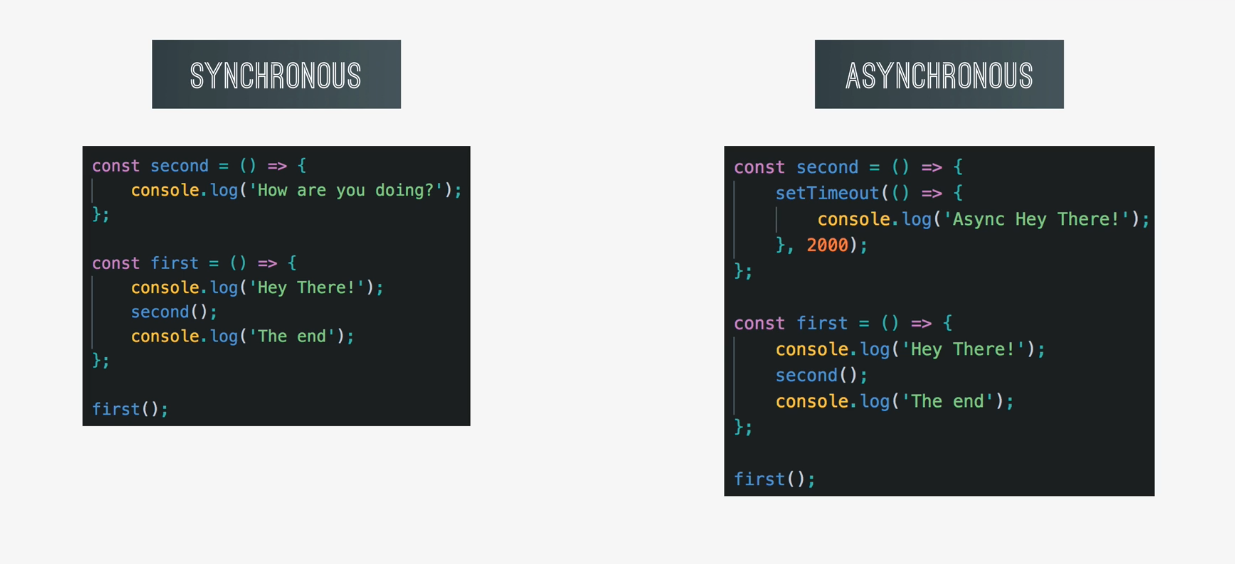 SYNCHRONOUS
const second = () => {
    console.log('How are you doing?');
};

const first = () => {
    console.log('Hey There!');
    second();
    console.log('The end');
};

first();
ASYNCHRONOUS
const second = () => {
    setTimeout(() => {
        console.log('Async Hey There!');
    }, 2000);
};

const first = () => {
    console.log('Hey There!');
    second();
    console.log('The end');
};

first();